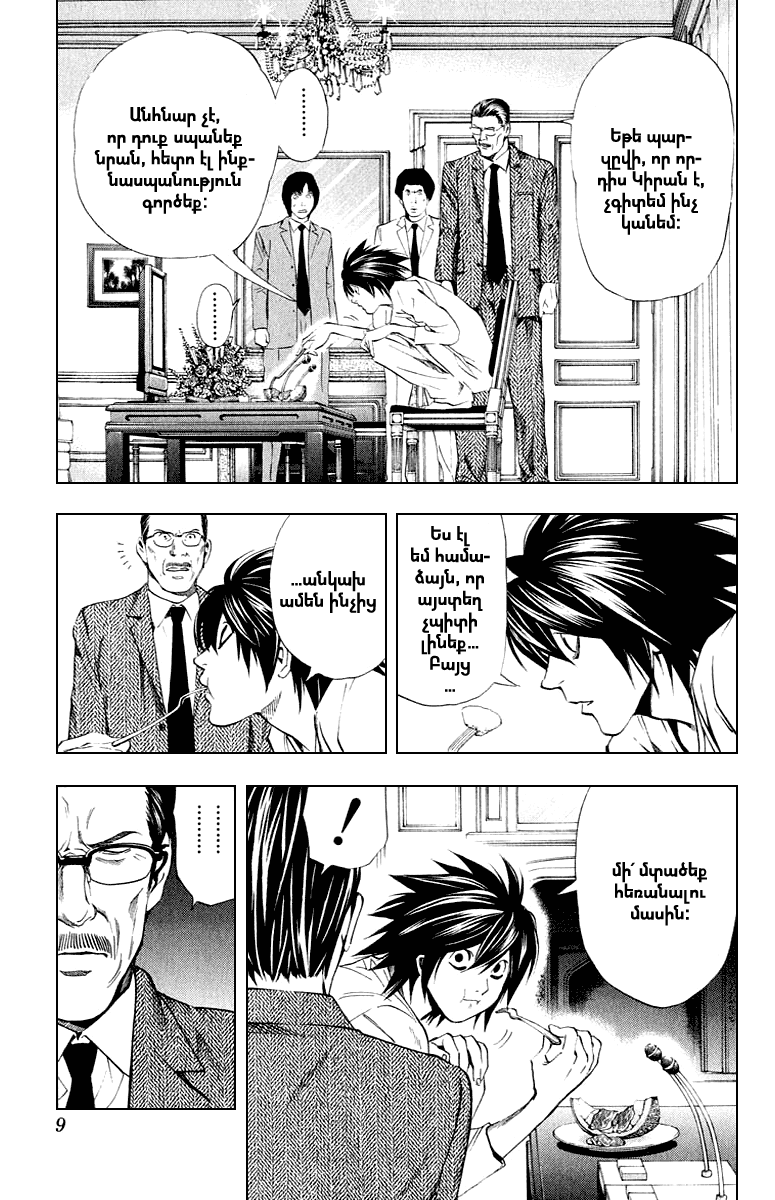 Եթե պար-
զըվի, որ որ-
դիս Կիրան է,
չգիտեմ ինչ
կանեմ:
........
Անհնար չէ,
որ դուք սպանեք
նրան, հետո էլ ինք-
նասպանություն
գործեք:
......
Ես էլ
եմ համա-
ձայն, որ
այստեղ
չպիտի
լինեք...
Բայց
...
...անկախ
ամեն ինչից
մի՛ մտածեք
հեռանալու
մասին:
!
........
9